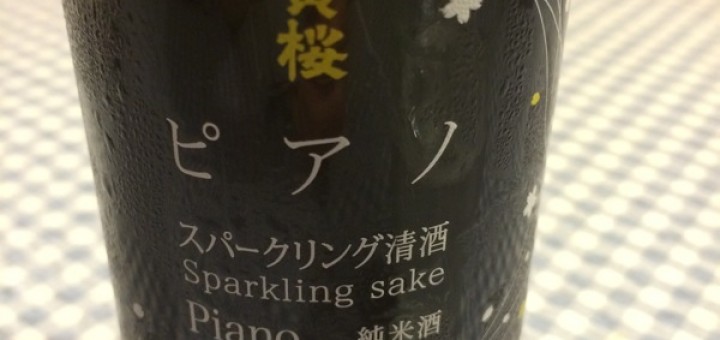 黄桜
ピアノ
スパークリング清酒
Sparkling sake
Piano 純米酒